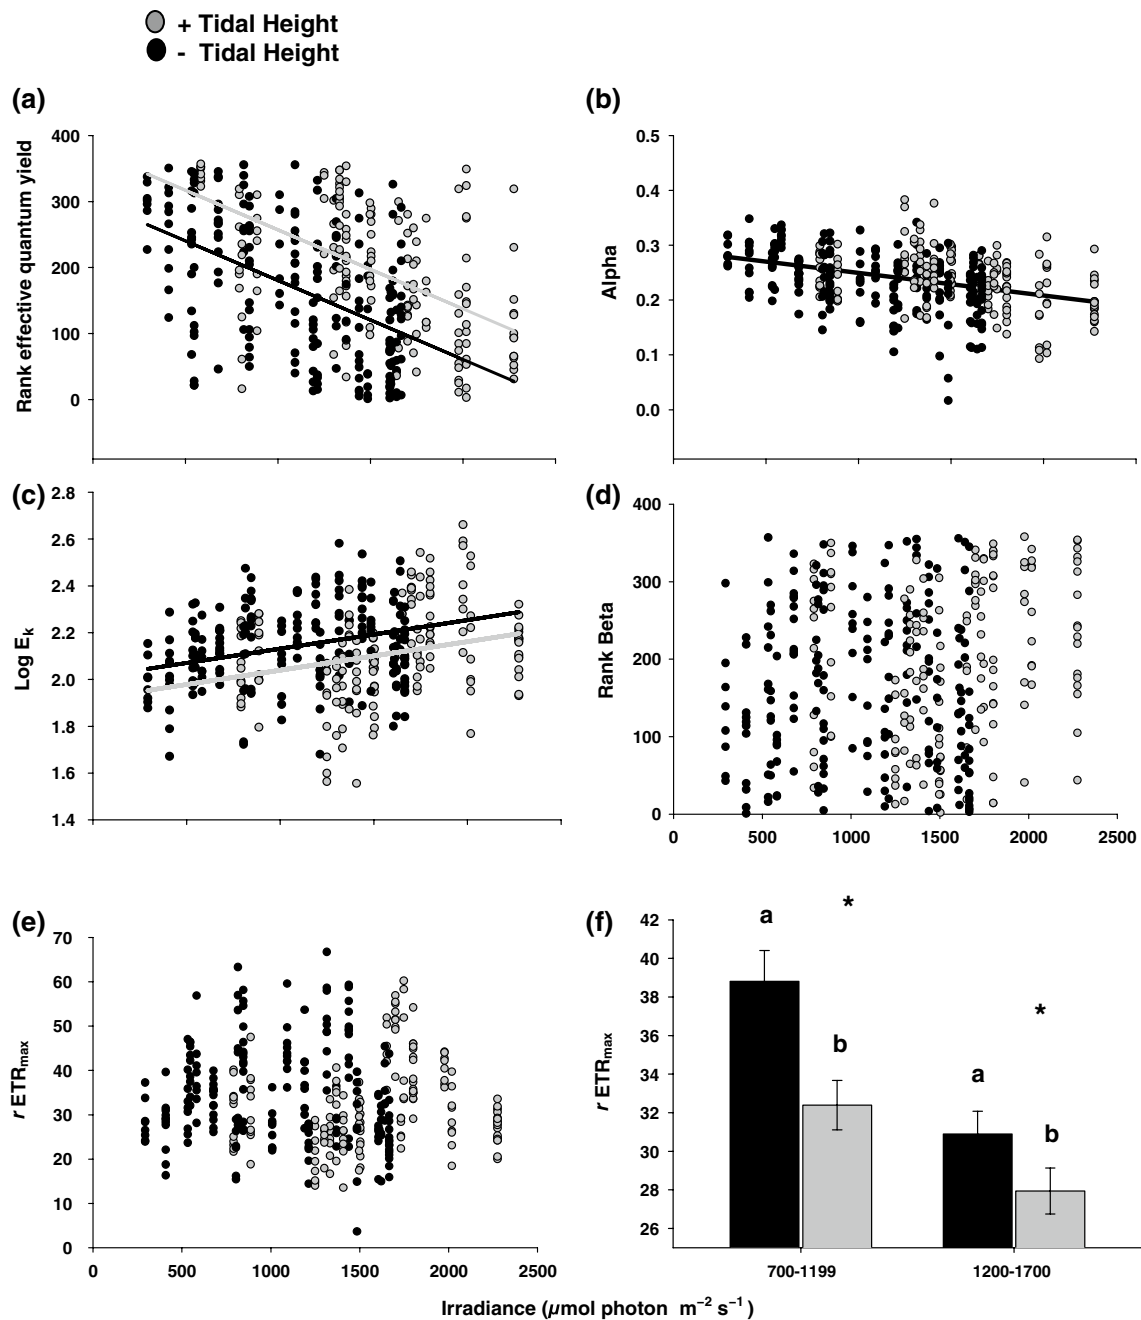 + Tidal Height
- Tidal Height
(a)
Rank effective quantum yield
400
300
200
100
0
(b)
Alpha
0.5
0.4
0.3
0.2
0.1
0.0
(c)
Log Ek
2.8
2.6
2.4
2.2
2.0
1.8
1.6
1.4
(d)
Rank Beta
400
300
200
100
0
0 500 1000 1500 2000 2500
(e)
r ETRmax
70
60
50
40
30
20
10
0
0 500 1000 1500 2000 2500
(f)
r ETRmax
42
40
38
36
34
32
30
28
26
a *
b
*
a
b
700-1199 1200-1700
Irradiance (µmol photon m⁻² s⁻¹)